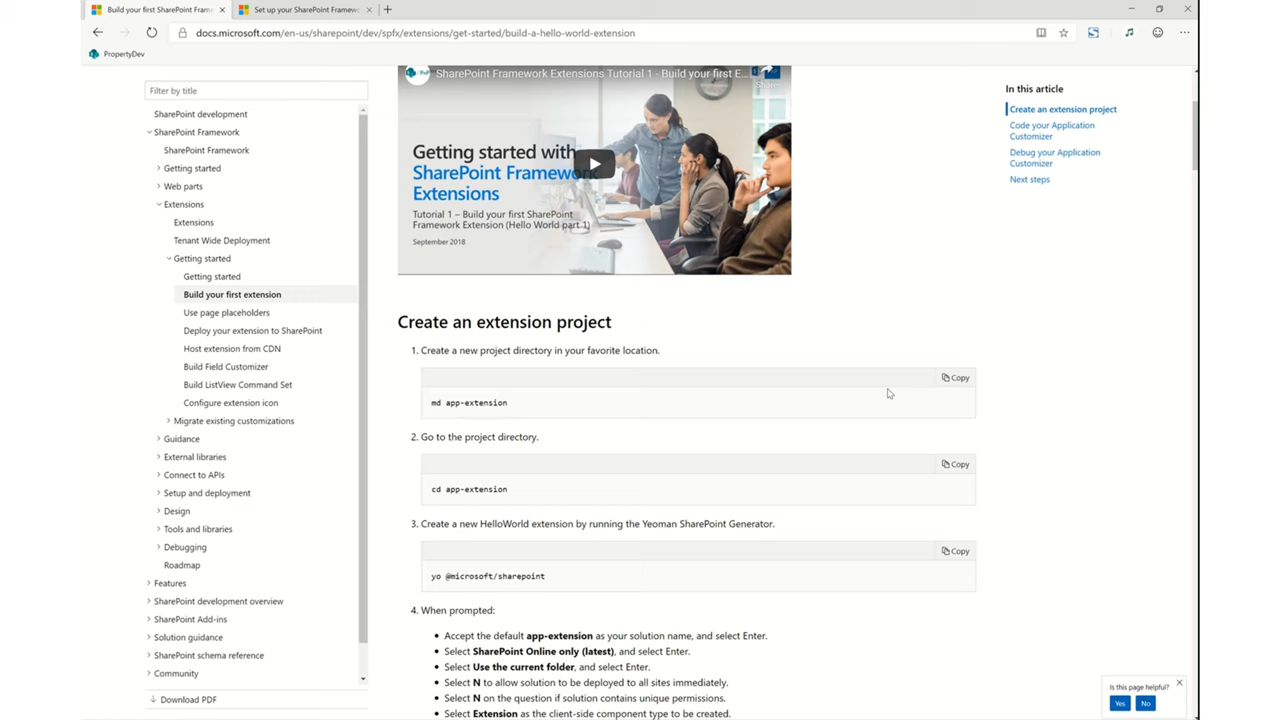 Build your first SharePoint Fram
Set up your SharePoint Framewo
docs.microsoft.com/en-us/sharepoint/dev/spfx/extensions/get-started/build-a-hello-world-extension
PropertyDev
Filter by title
SharePoint development
SharePoint Framework
SharePoint Framework
Getting started
Web parts
Extensions
Extensions
Tenant Wide Deployment
Getting started
Getting started
Build your first extension
Use page placeholders
Deploy your extension to SharePoint
Host extension from CDN
Build Field Customizer
Build ListView Command Set
Configure extension icon
Migrate existing customizations
Guidance
External libraries
Connect to APIs
Setup and deployment
Design
Tools and libraries
Debugging
Roadmap
Features
SharePoint development overview
SharePoint Add-ins
Solution guidance
SharePoint schema reference
Community
Download PDF
SharePoint Framework Extensions Tutorial 1 - Build your first E...
Share
Getting started with
SharePoint Framework
Extensions
Tutorial 1 – Build your first SharePoint
Framework Extension (Hello World part 1)
September 2018
Create an extension project
1. Create a new project directory in your favorite location.
Copy
md app-extension
2. Go to the project directory.
Copy
cd app-extension
3. Create a new HelloWorld extension by running the Yeoman SharePoint Generator.
Copy
yo @microsoft/sharepoint
4. When prompted:
• Accept the default app-extension as your solution name, and select Enter.
• Select SharePoint Online only (latest), and select Enter.
• Select Use the current folder, and select Enter.
• Select N to allow solution to be deployed to all sites immediately.
• Select N on the question if solution contains unique permissions.
• Select Extension as the client-side component type to be created.
In this article
Create an extension project
Code your Application
Customizer
Debug your Application
Customizer
Next steps
Is this page helpful?
Yes
No